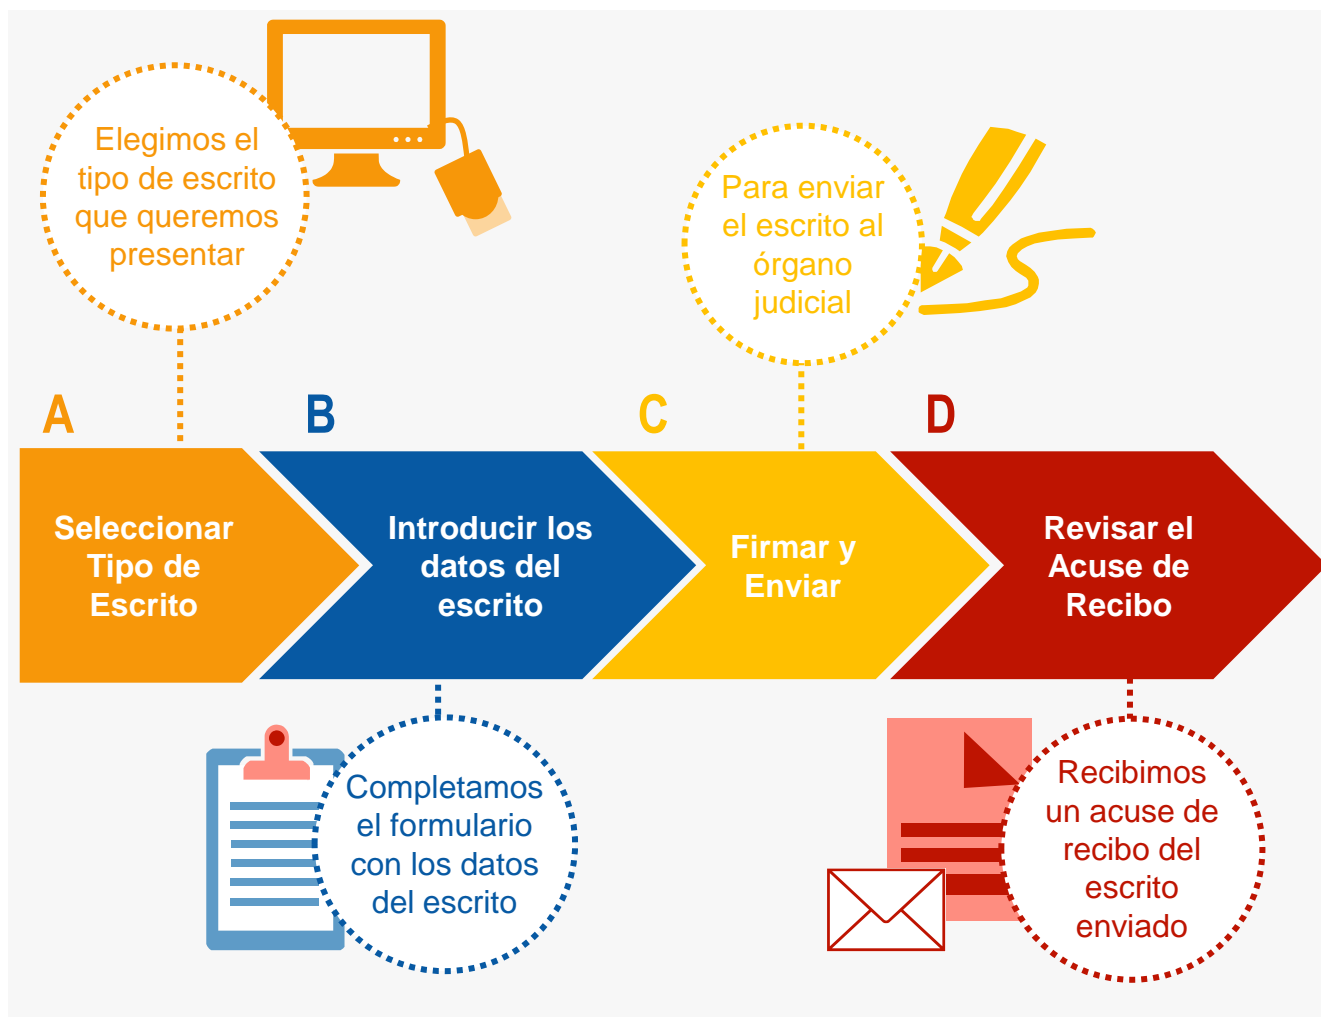 Elegimos el
tipo de escrito
que queremos
presentar
Para enviar
el escrito al
órgano
judicial
A
B
C
D
Seleccionar
Tipo de
Escrito
Introducir los
datos del
escrito
Firmar y
Enviar
Revisar el
Acuse de
Recibo
Completamos
el formulario
con los datos
del escrito
Recibimos
un acuse de
recibo del
escrito
enviado